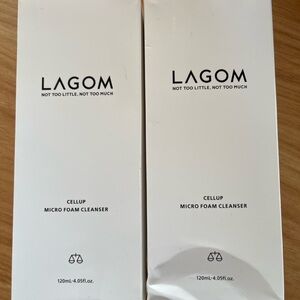 LAGOM
NOT TOO LITTLE, NOT TOO MUCH
CELLUP
MICRO FOAM CLEANSER
120mL·4.05fl.oz.
LAGOM
NOT TOO LITTLE, NOT TOO MUCH
CELLUP
MICRO FOAM CLEANSER
120mL·4.05fl.oz.